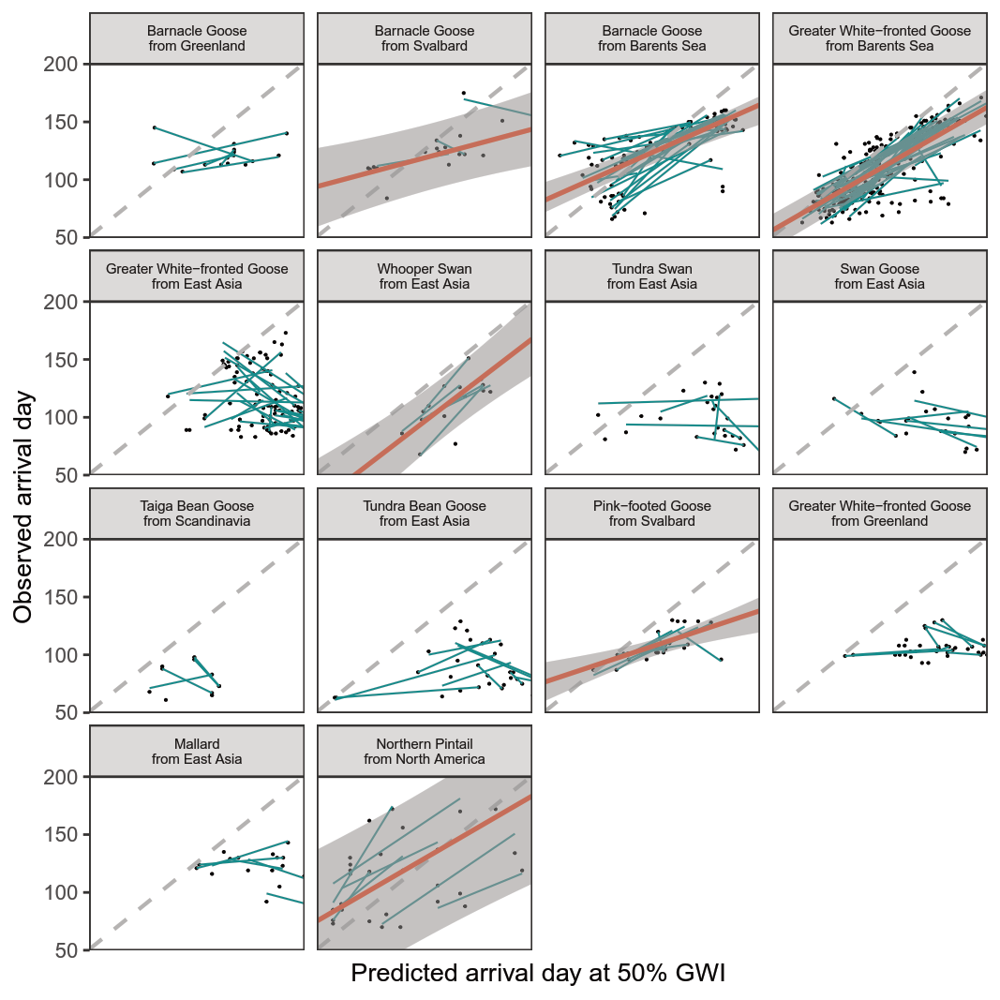 Barnacle Goose
from Greenland
Barnacle Goose
from Svalbard
Barnacle Goose
from Barents Sea
Greater White−fronted Goose
from Barents Sea
200
150
100
50
Greater White−fronted Goose
from East Asia
Whooper Swan
from East Asia
Tundra Swan
from East Asia
Swan Goose
from East Asia
200
150
100
50
Taiga Bean Goose
from Scandinavia
Tundra Bean Goose
from East Asia
Pink−footed Goose
from Svalbard
Greater White−fronted Goose
from Greenland
200
150
100
50
Mallard
from East Asia
Northern Pintail
from North America
200
150
100
50
Observed arrival day
Predicted arrival day at 50% GWI